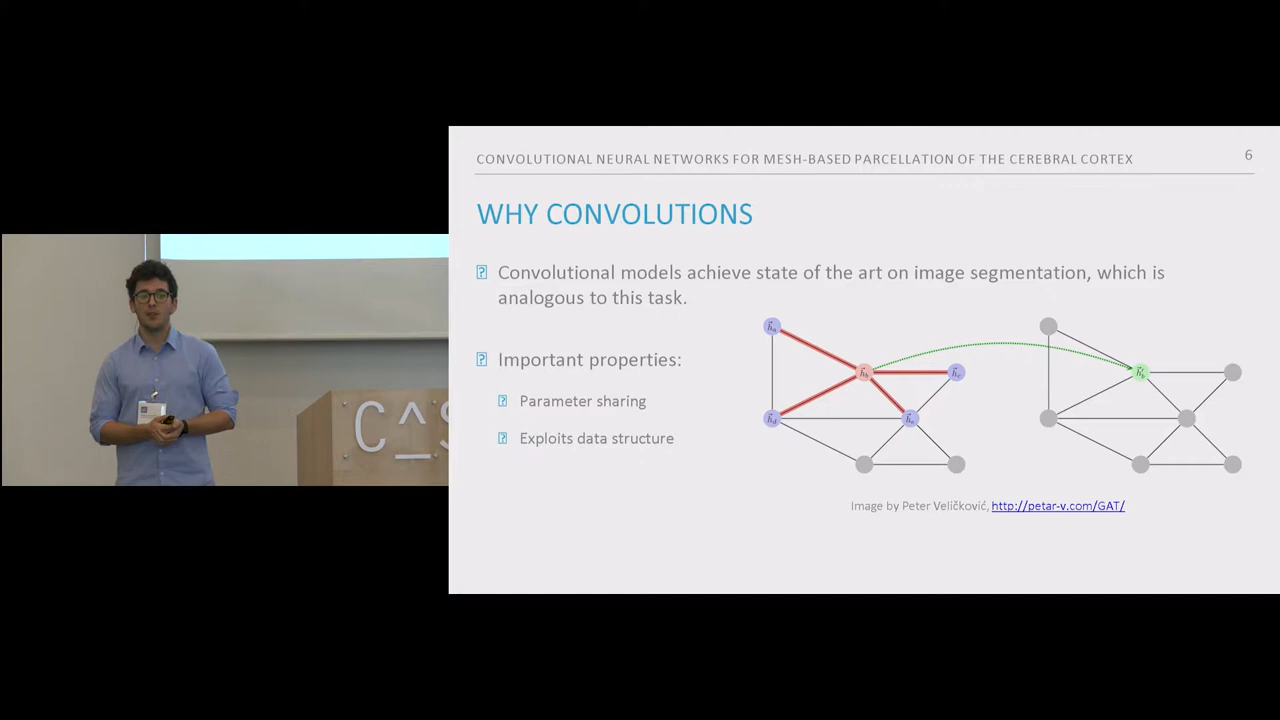 CONVOLUTIONAL NEURAL NETWORKS FOR MESH-BASED PARCELLATION OF THE CEREBRAL CORTEX
6
WHY CONVOLUTIONS
Convolutional models achieve state of the art on image segmentation, which is
analogous to this task.
Important properties:
Parameter sharing
Exploits data structure
Image by Peter Veličković, http://petar-v.com/GAT/